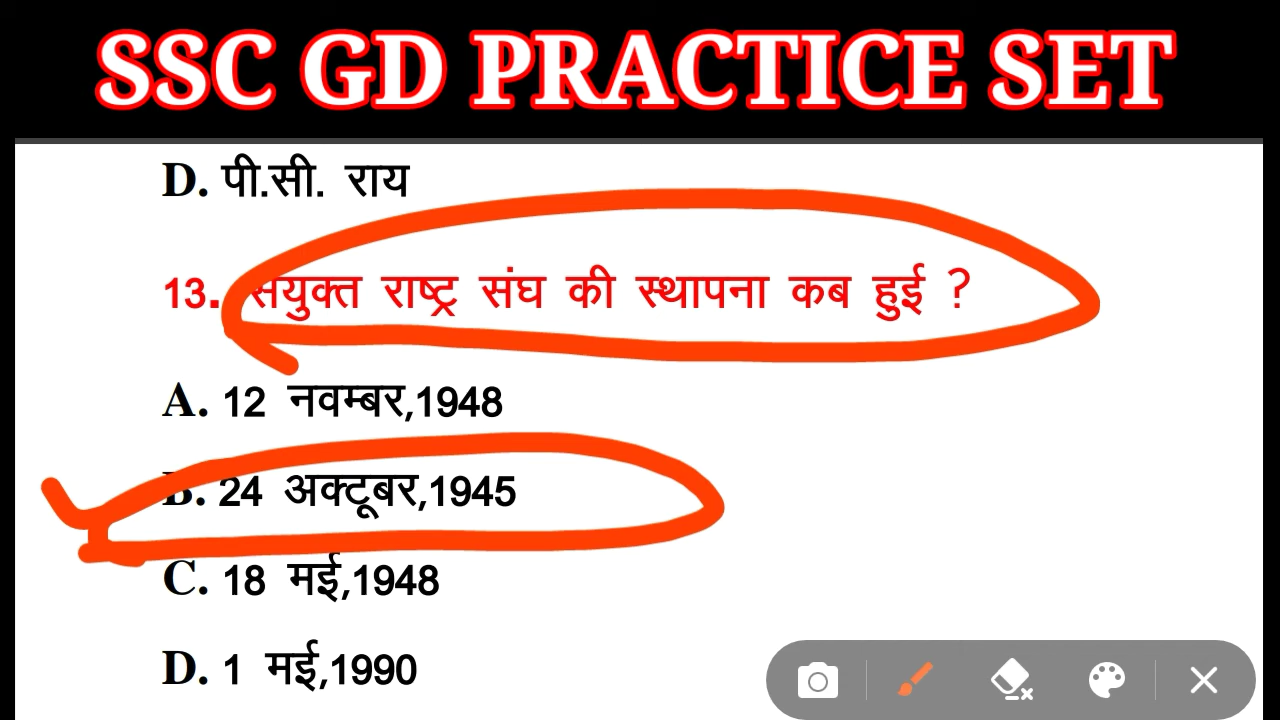 SSC GD PRACTICE SET
D. पी.सी. राय
13. संयुक्त राष्ट्र संघ की स्थापना कब हुई ?
A. 12 नवम्बर,1948
B. 24 अक्टूबर,1945
C. 18 मई,1948
D. 1 मई,1990